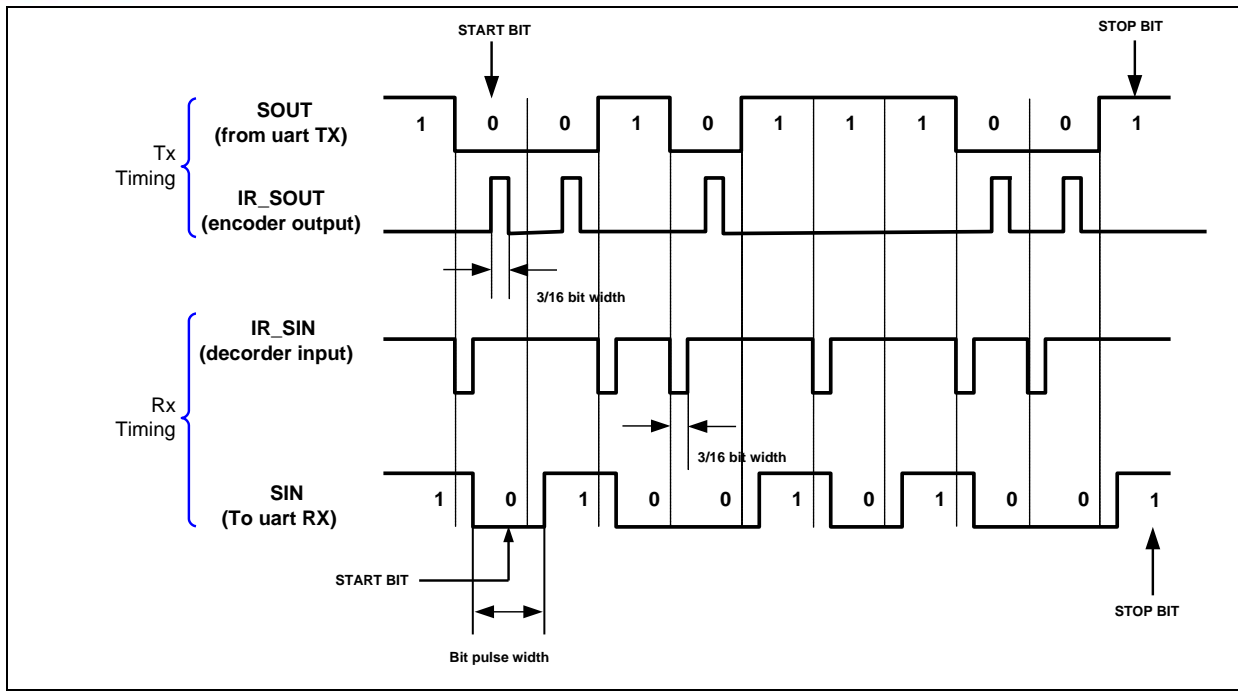 START BIT
STOP BIT
SOUT
(from uart TX)
1 0 0 1 0 1 1 1 0 0 1
Tx
Timing
IR_SOUT
(encoder output)
3/16 bit width
IR_SIN
(decorder input)
Rx
Timing
3/16 bit width
SIN
(To uart RX)
1 0 1 0 0 1 0 1 0 0 1
START BIT
STOP BIT
Bit pulse width